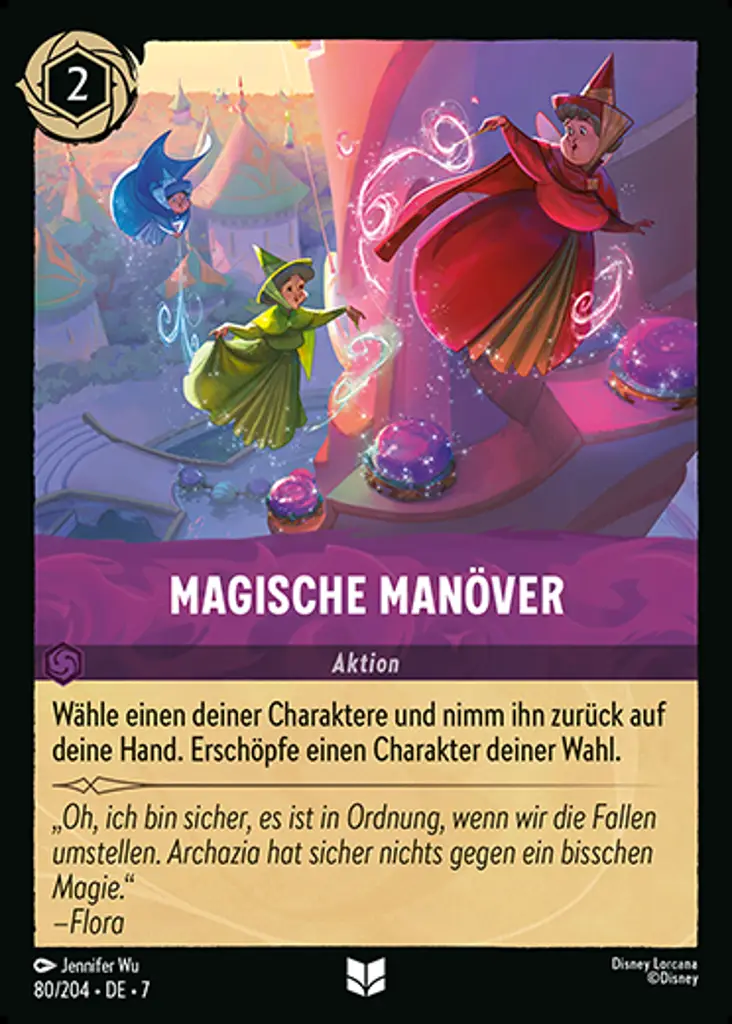 2
MAGISCHE MANÖVER
Aktion
Wähle einen deiner Charaktere und nimm ihn zurück auf
deine Hand. Erschöpfe einen Charakter deiner Wahl.
„Oh, ich bin sicher, es ist in Ordnung, wenn wir die Fallen
umstellen. Archazia hat sicher nichts gegen ein bisschen
Magie.“
–Flora
Jennifer Wu
80/204 • DE • 7
Disney Lorcana
©Disney